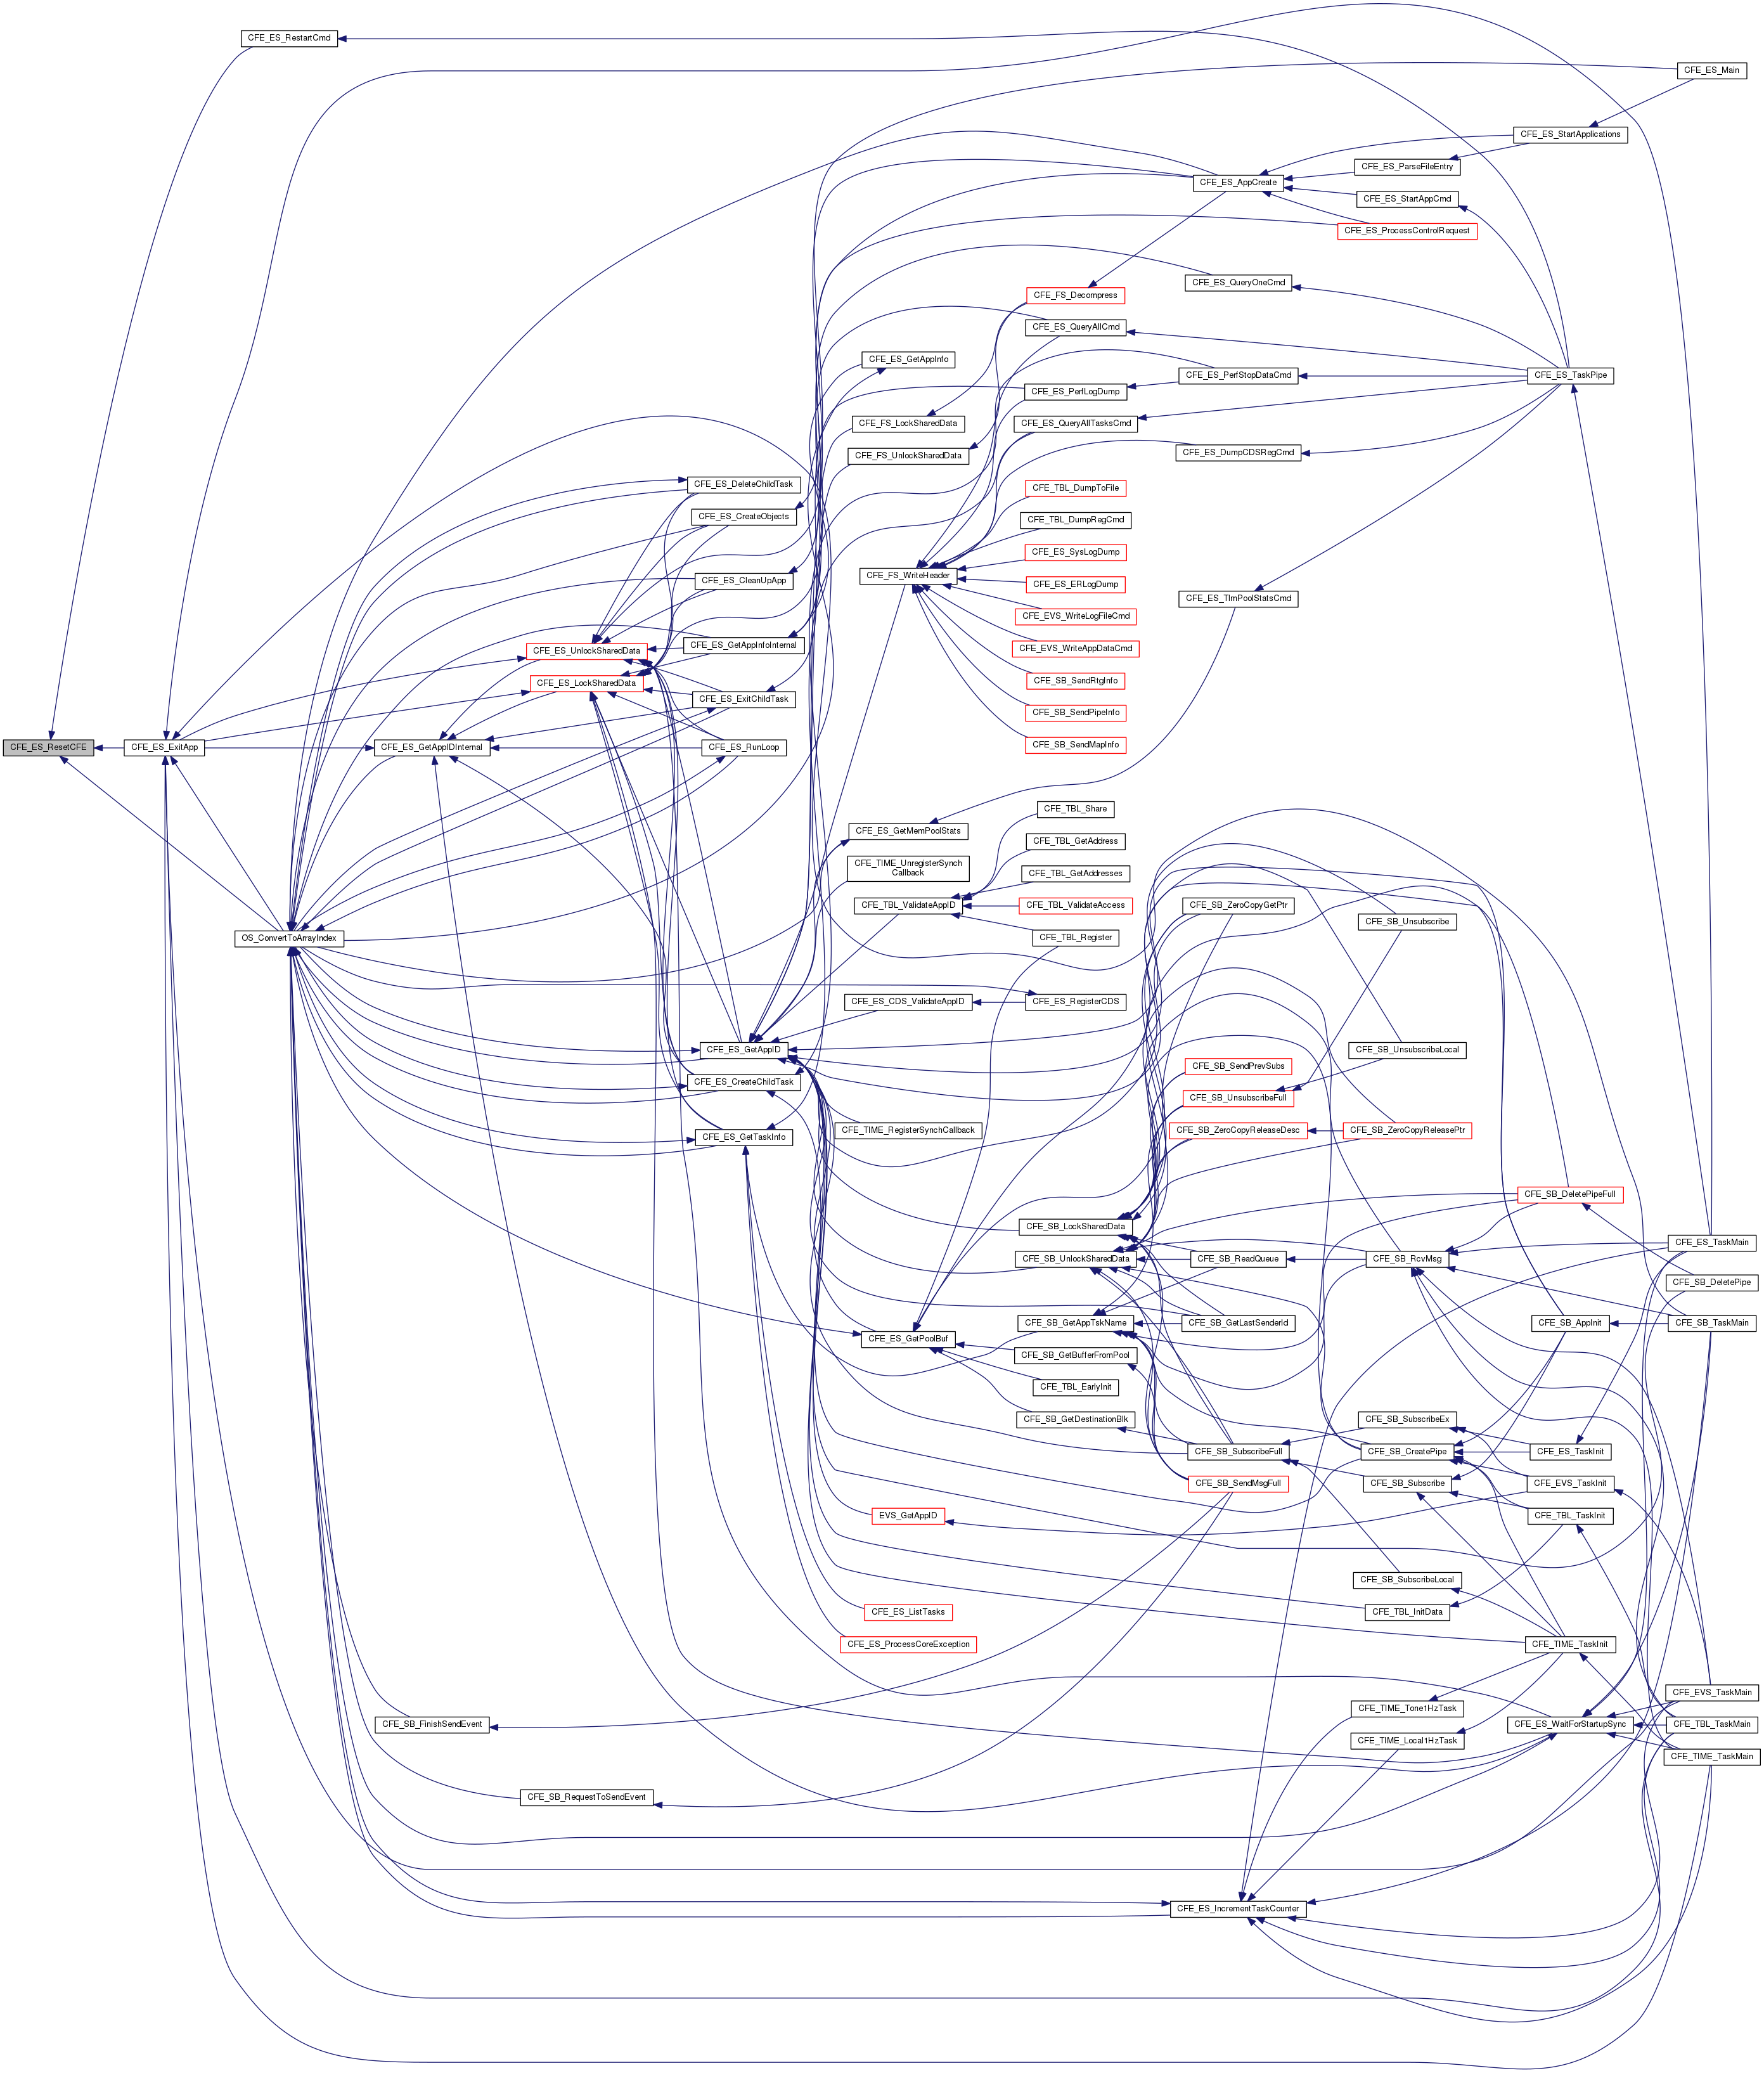 CFE_ES_RestartCmd
CFE_ES_Main
CFE_ES_StartApplications
CFE_ES_ParseFileEntry
CFE_ES_AppCreate
CFE_ES_StartAppCmd
CFE_ES_ProcessControlRequest
CFE_ES_QueryOneCmd
CFE_FS_Decompress
CFE_ES_QueryAllCmd
CFE_ES_GetAppInfo
CFE_ES_PerfStopDataCmd
CFE_ES_TaskPipe
CFE_ES_PerfLogDump
CFE_FS_LockSharedData
CFE_ES_QueryAllTasksCmd
CFE_FS_UnlockSharedData
CFE_ES_DumpCDSRegCmd
CFE_ES_DeleteChildTask
CFE_TBL_DumpToFile
CFE_ES_CreateObjects
CFE_TBL_DumpRegCmd
CFE_ES_SysLogDump
CFE_FS_WriteHeader
CFE_ES_CleanUpApp
CFE_ES_ERLogDump
CFE_ES_TlmPoolStatsCmd
CFE_EVS_WriteLogFileCmd
CFE_ES_GetAppInfoInternal
CFE_ES_UnlockSharedData
CFE_EVS_WriteAppDataCmd
CFE_ES_LockSharedData
CFE_SB_SendRtgInfo
CFE_ES_ExitChildTask
CFE_SB_SendPipeInfo
CFE_ES_ResetCFE
CFE_ES_ExitApp
CFE_ES_GetAppIDInternal
CFE_ES_RunLoop
CFE_SB_SendMapInfo
CFE_TBL_Share
CFE_ES_GetMemPoolStats
CFE_TBL_GetAddress
CFE_TIME_UnregisterSynch
Callback
CFE_TBL_GetAddresses
CFE_TBL_ValidateAppID
CFE_TBL_ValidateAccess
CFE_SB_ZeroCopyGetPtr
CFE_SB_Unsubscribe
OS_ConvertToArrayIndex
CFE_TBL_Register
CFE_ES_CDS_ValidateAppID
CFE_ES_RegisterCDS
CFE_ES_GetAppID
CFE_SB_UnsubscribeLocal
CFE_SB_SendPrevSubs
CFE_ES_CreateChildTask
CFE_SB_UnsubscribeFull
CFE_TIME_RegisterSynchCallback
CFE_SB_ZeroCopyReleaseDesc
CFE_SB_ZeroCopyReleasePtr
CFE_ES_GetTaskInfo
CFE_SB_DeletePipeFull
CFE_SB_LockSharedData
CFE_ES_TaskMain
CFE_SB_UnlockSharedData
CFE_SB_ReadQueue
CFE_SB_RcvMsg
CFE_SB_DeletePipe
CFE_SB_GetAppTskName
CFE_SB_GetLastSenderId
CFE_SB_AppInit
CFE_SB_TaskMain
CFE_ES_GetPoolBuf
CFE_SB_GetBufferFromPool
CFE_TBL_EarlyInit
CFE_SB_GetDestinationBlk
CFE_SB_SubscribeEx
CFE_SB_SubscribeFull
CFE_SB_CreatePipe
CFE_ES_TaskInit
CFE_SB_SendMsgFull
CFE_SB_Subscribe
CFE_EVS_TaskInit
EVS_GetAppID
CFE_TBL_TaskInit
CFE_SB_SubscribeLocal
CFE_ES_ListTasks
CFE_TBL_InitData
CFE_ES_ProcessCoreException
CFE_TIME_TaskInit
CFE_EVS_TaskMain
CFE_TIME_Tone1HzTask
CFE_SB_FinishSendEvent
CFE_ES_WaitForStartupSync
CFE_TBL_TaskMain
CFE_TIME_Local1HzTask
CFE_TIME_TaskMain
CFE_SB_RequestToSendEvent
CFE_ES_IncrementTaskCounter